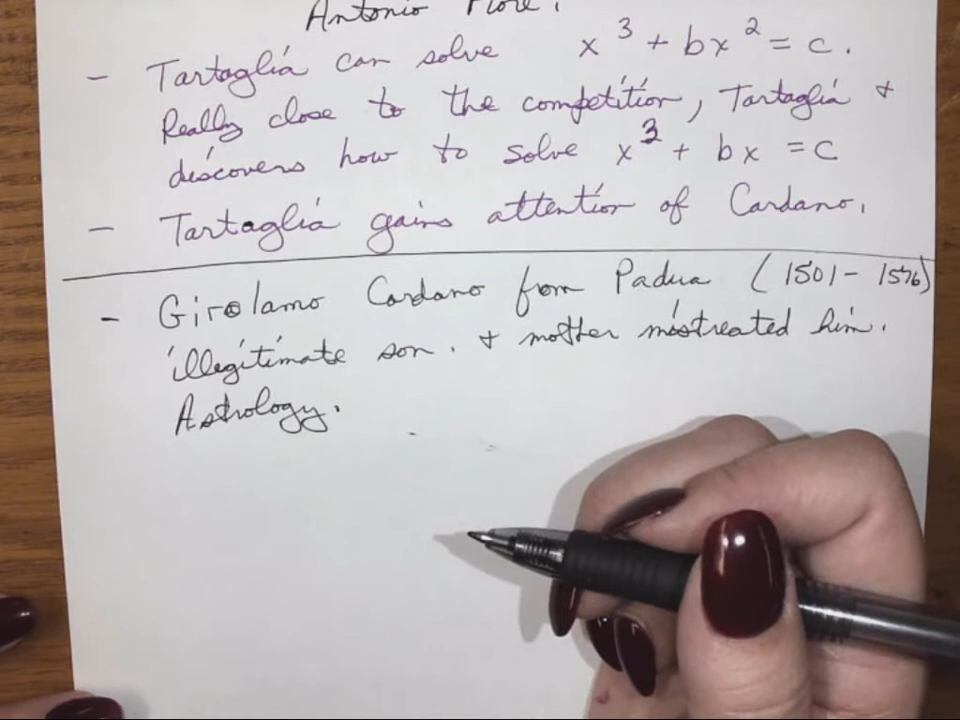 Antonio Fiore.
- Tartaglia can solve x³ + bx² = c.
Really close to the competition, Tartaglia +
discovers how to solve x³ + bx = c
- Tartaglia gains attention of Cardano.
- Girolamo Cardano from Padua (1501 - 1576)
illegitimate son. + mother mistreated him.
Astrology.